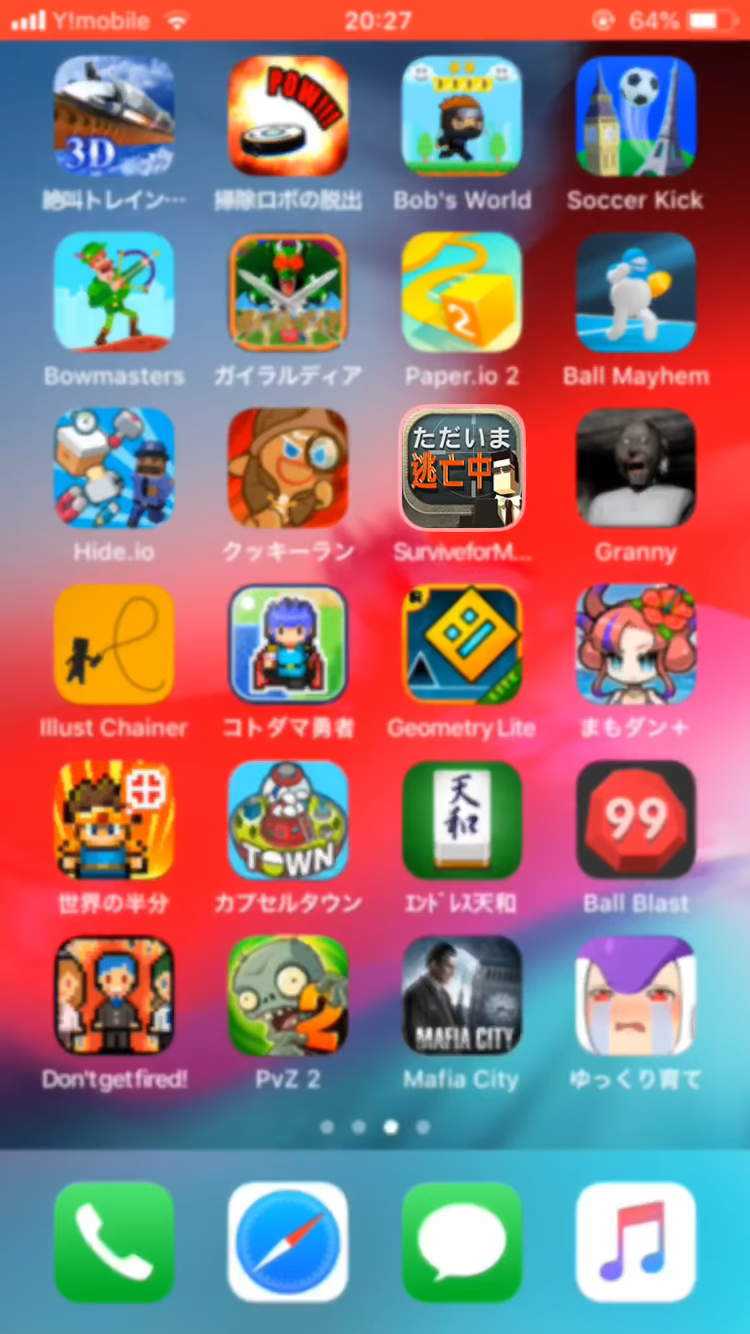 Y!mobile 20:27 64%
3D
POW!!!
絶叫トレイン… 掃除ロボの脱出 Bob's World Soccer Kick
2
Bowmasters ガイラルディア Paper.io 2 Ball Mayhem
ただいま
逃亡中
Hide.io クッキーラン SurviveforM... Granny
LITE
Illust Chainer コトダマ勇者 Geometry Lite まもダン＋
TOWN
天和
99
世界の半分 カプセルタウン ｴﾝﾄﾞﾚｽ天和 Ball Blast
2
MAFIA CITY
Don'tgetfired! PvZ 2 Mafia City ゆっくり育て